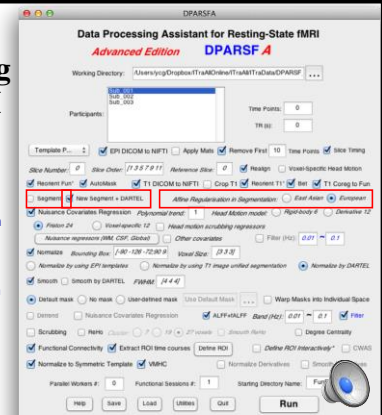 DPARSFA
Data Processing Assistant for Resting-State fMRI
Advanced Edition DPARSF A
g
Working Directory: /Users/ycg/Dropbox/ITraAllOnline/ITraAll/ITraData/DPARSF ...
Participants: Sub_001
Sub_002
Sub_003
Time Points: 0
TR (s): 0
Template P... EPI DICOM to NIFTI Apply Mats Remove First 10 Time Points Slice Timing
Slice Number: 0 Slice Order: [1 3 5 7 9 11 Reference Slice: 0 Realign Voxel-Specific Head Motion
Reorient Fun* AutoMask T1 DICOM to NIFTI Crop T1 Reorient T1* Bet T1 Coreg to Fun
Segment New Segment + DARTEL Affine Regularisation in Segmentation: East Asian European
Nuisance Covariates Regression Polynomial trend: 1 Head Motion model: Rigid-body 6 Derivative 12
Friston 24 Voxel-specific 12 Head motion scrubbing regressors
Nuisance regressors (WM, CSF, Global) Other covariates Filter (Hz): 0.01 ~ 0.1
Normalize Bounding Box: [-90 -126 -72;90 9 Voxel Size: [3 3 3]
Normalize by using EPI templates Normalize by using T1 image unified segmentation Normalize by DARTEL
Smooth Smooth by DARTEL FWHM: [4 4 4]
Default mask No mask User-defined mask Use Default Mask ... Warp Masks into Individual Space
Detrend Nuisance Covariates Regression ALFF+fALFF Band (Hz): 0.01 ~ 0.1 Filter
Scrubbing ReHo Cluster 7 19 27 voxels Smooth ReHo Degree Centrality
Functional Connectivity Extract ROI time courses Define ROI Define ROI Interactively* CWAS
Normalize to Symmetric Template VMHC Normalize Derivatives Smooth
Parallel Workers #: 0 Functional Sessions #: 1 Starting Directory Name:
Help Save Load Utilities Quit Run